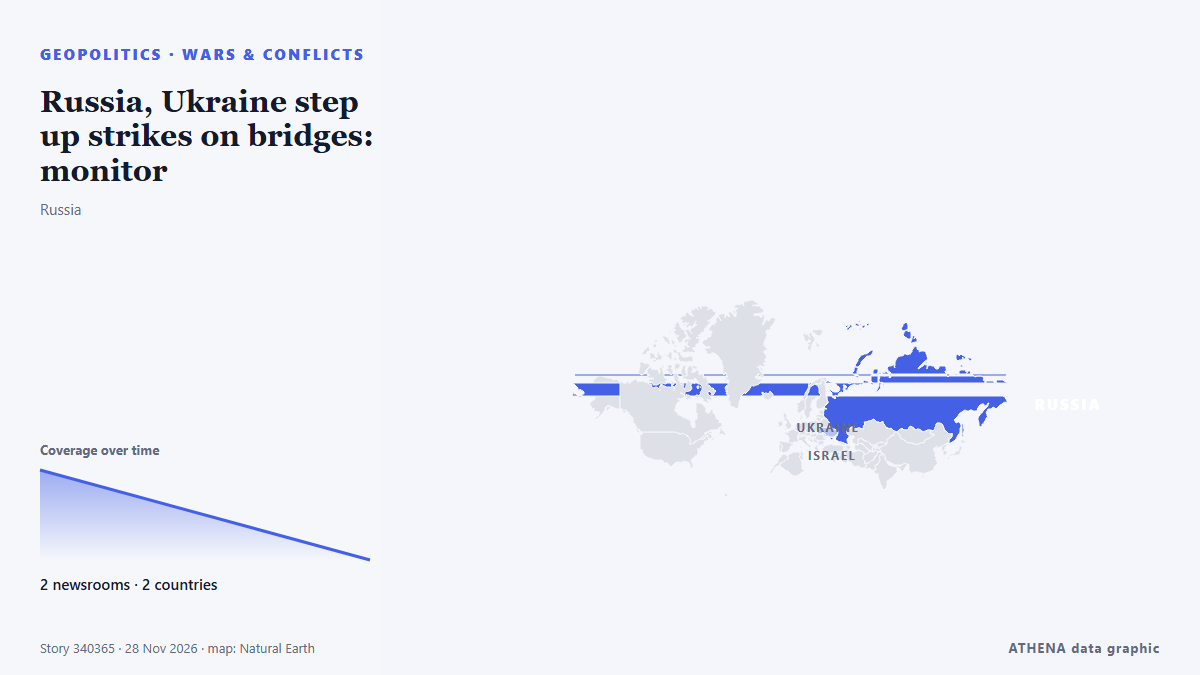 GEOPOLITICS · WARS & CONFLICTS
Russia, Ukraine step
up strikes on bridges:
monitor
Russia
RUSSIA
UKRAINE
ISRAEL
Coverage over time
2 newsrooms · 2 countries
Story 340365 · 28 Nov 2026 · map: Natural Earth
ATHENA data graphic